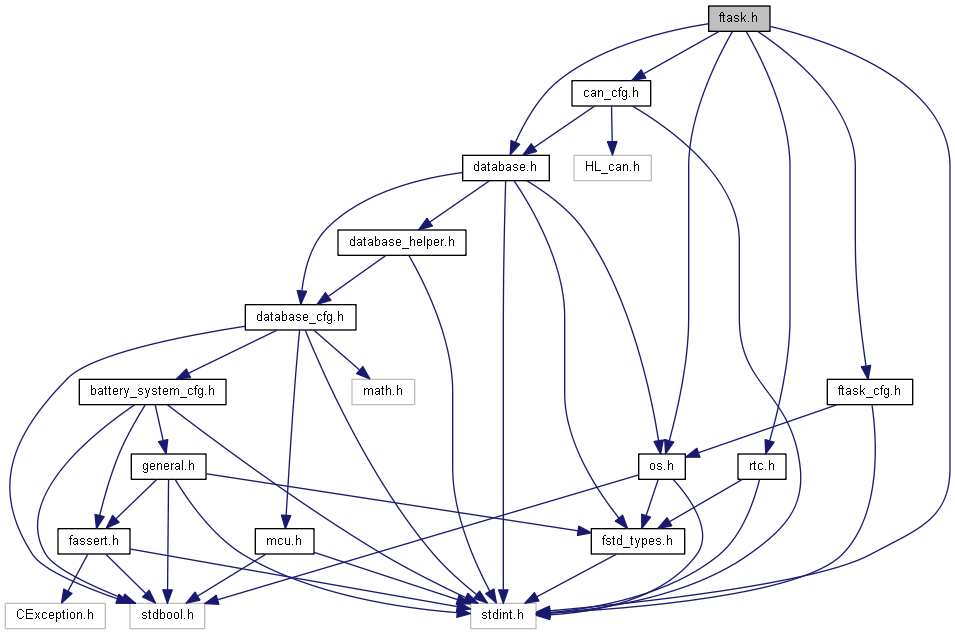 ftask.h
can_cfg.h
database.h
HL_can.h
database_helper.h
database_cfg.h
battery_system_cfg.h
math.h
ftask_cfg.h
general.h
os.h
rtc.h
fassert.h
mcu.h
fstd_types.h
CException.h
stdbool.h
stdint.h